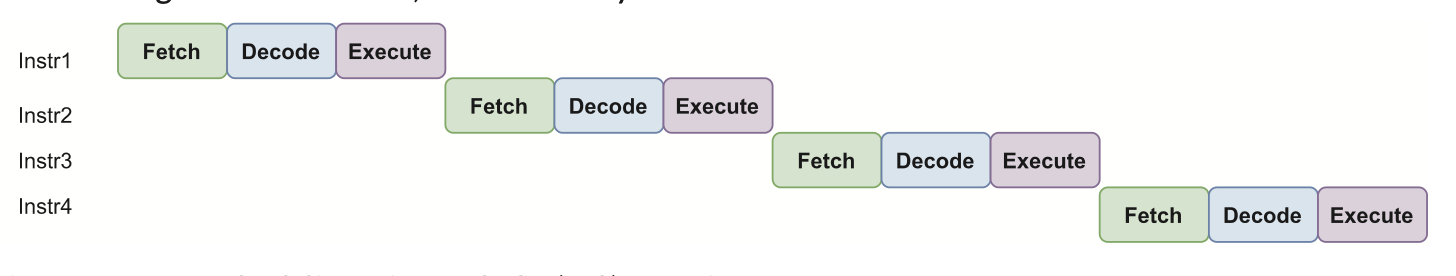 Instr1 Fetch Decode Execute
Instr2 Fetch Decode Execute
Instr3 Fetch Decode Execute
Instr4 Fetch Decode Execute